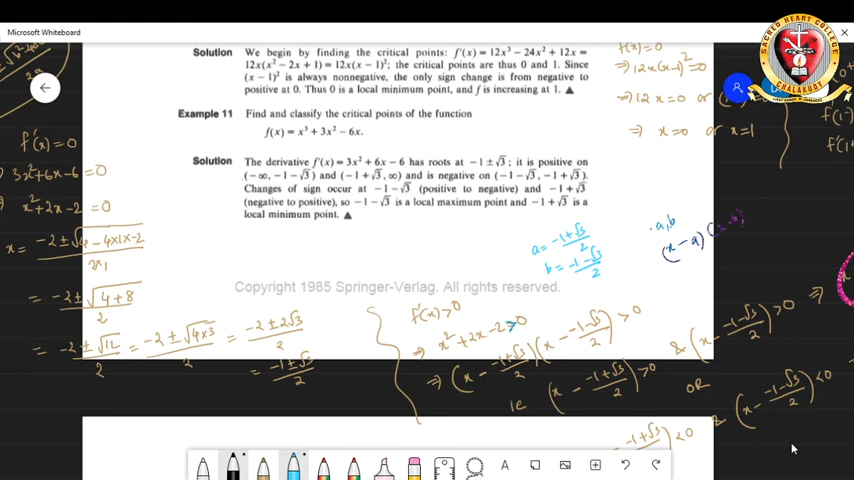 Microsoft Whiteboard
SACRED HEART COLLEGE
CHALAKUDY
Solution We begin by finding the critical points: f'(x) = 12x³ − 24x² + 12x =
12x(x² − 2x + 1) = 12x(x − 1)²; the critical points are thus 0 and 1. Since
(x − 1)² is always nonnegative, the only sign change is from negative to
positive at 0. Thus 0 is a local minimum point, and f is increasing at 1. ▲
Example 11 Find and classify the critical points of the function
f(x) = x³ + 3x² − 6x.
Solution The derivative f'(x) = 3x² + 6x − 6 has roots at −1 ± √3; it is positive on
(−∞, −1 − √3) and (−1 + √3, ∞) and is negative on (−1 − √3, −1 + √3).
Changes of sign occur at −1 − √3 (positive to negative) and −1 + √3
(negative to positive), so −1 − √3 is a local maximum point and −1 + √3 is a
local minimum point. ▲
Copyright 1985 Springer-Verlag. All rights reserved.
2a
f'(x) = 0
3x²+6x−6 = 0
x²+2x−2 = 0
x = −2 ± √4 − 4×1×−2 / 2×1
= −2 ± √4+8 / 2
= −2 ± √12 / 2 = −2 ± √4×3 / 2 = −2 ± 2√3 / 2
= −1 ± √3 / 2
f(x) = 0
⇒ 12x(x−1)² = 0
⇒ 12x = 0 or
⇒ x = 0 or x = 1
a = −1+√3 / 2
b = −1−√3 / 2
. a, b
(x − a)
f'(x) > 0
⇒ x² + 2x − 2 > 0
⇒ (x − −1+√3 / 2) (x − −1−√3 / 2) > 0
ie (x − −1+√3 / 2) > 0 & (x − −1−√3 / 2) > 0 ⇒
OR
−1+√3 / 2) < 0 & (x − −1−√3 / 2) < 0
f(1−
f'(1+